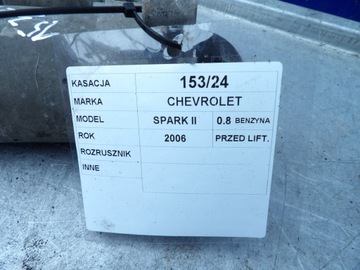 KASACJA 153/24
MARKA CHEVROLET
MODEL SPARK II 0.8 BENZYNA
ROK 2006 PRZED LIFT.
ROZRUSZNIK
INNE